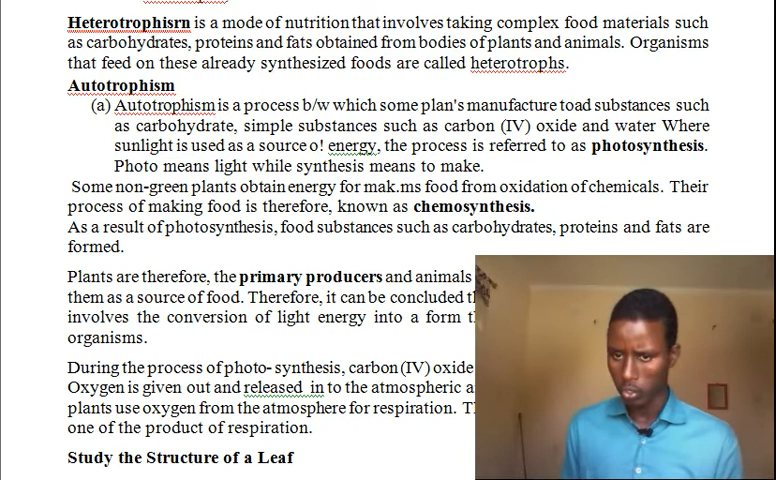 Heterotrophisrn is a mode of nutrition that involves taking complex food materials such
as carbohydrates, proteins and fats obtained from bodies of plants and animals. Organisms
that feed on these already synthesized foods are called heterotrophs.
Autotrophism
(a) Autotrophism is a process b/w which some plan's manufacture toad substances such
as carbohydrate, simple substances such as carbon (IV) oxide and water Where
sunlight is used as a source o! energy, the process is referred to as photosynthesis.
Photo means light while synthesis means to make.
Some non-green plants obtain energy for mak.ms food from oxidation of chemicals. Their
process of making food is therefore, known as chemosynthesis.
As a result of photosynthesis, food substances such as carbohydrates, proteins and fats are
formed.
Plants are therefore, the primary producers and animals
them as a source of food. Therefore, it can be concluded
involves the conversion of light energy into a form
organisms.
During the process of photo- synthesis, carbon (IV) oxide
Oxygen is given out and released in to the atmospheric
plants use oxygen from the atmosphere for respiration.
one of the product of respiration.
Study the Structure of a Leaf